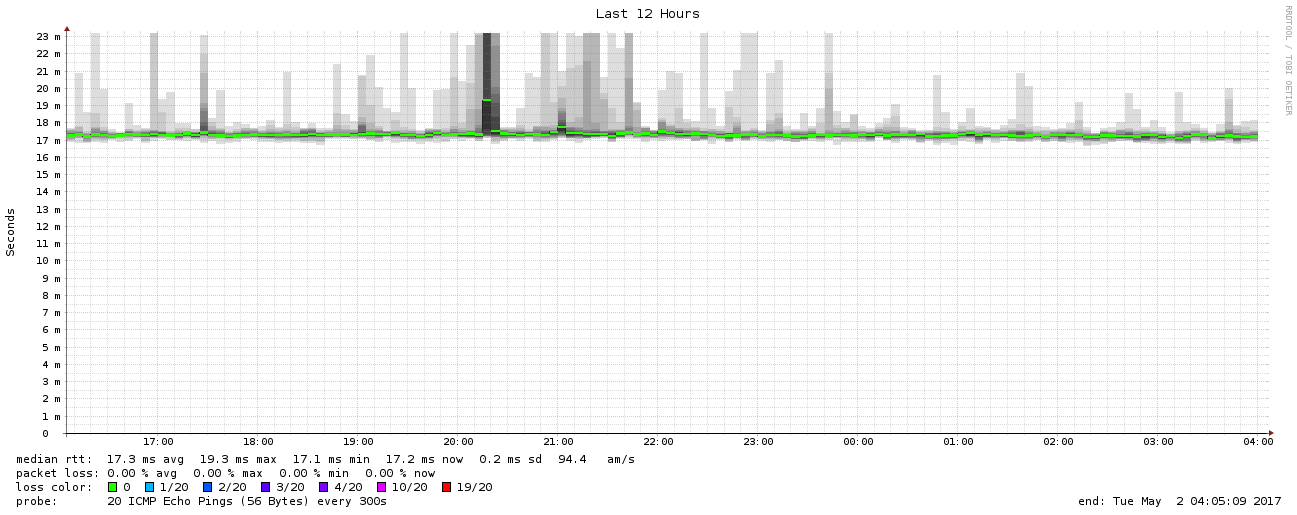 Last 12 Hours
RRDTOOL / TOBI OETIKER
Seconds
23 m
22 m
21 m
20 m
19 m
18 m
17 m
16 m
15 m
14 m
13 m
12 m
11 m
10 m
9 m
8 m
7 m
6 m
5 m
4 m
3 m
2 m
1 m
0
17:00 18:00 19:00 20:00 21:00 22:00 23:00 00:00 01:00 02:00 03:00 04:00
median rtt: 17.3 ms avg 19.3 ms max 17.1 ms min 17.2 ms now 0.2 ms sd 94.4 am/s
packet loss: 0.00 % avg 0.00 % max 0.00 % min 0.00 % now
loss color: 0 1/20 2/20 3/20 4/20 10/20 19/20
probe: 20 ICMP Echo Pings (56 Bytes) every 300s end: Tue May 2 04:05:09 2017